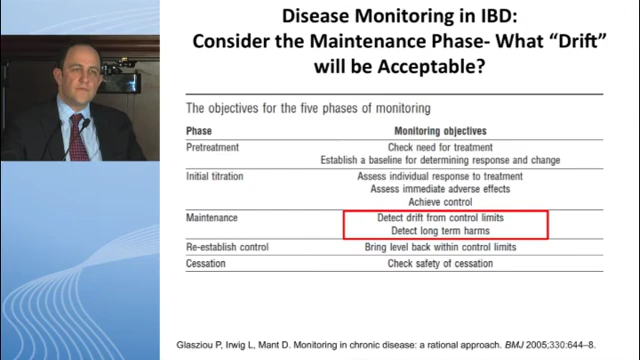 Disease Monitoring in IBD:
Consider the Maintenance Phase- What “Drift”
will be Acceptable?
The objectives for the five phases of monitoring
Phase Monitoring objectives
Pretreatment Check need for treatment
Establish a baseline for determining response and change
Initial titration Assess individual response to treatment
Assess immediate adverse effects
Achieve control
Maintenance Detect drift from control limits
Detect long term harms
Re-establish control Bring level back within control limits
Cessation Check safety of cessation
Glasziou P, Irwig L, Mant D. Monitoring in chronic disease: a rational approach. BMJ 2005;330:644–8.